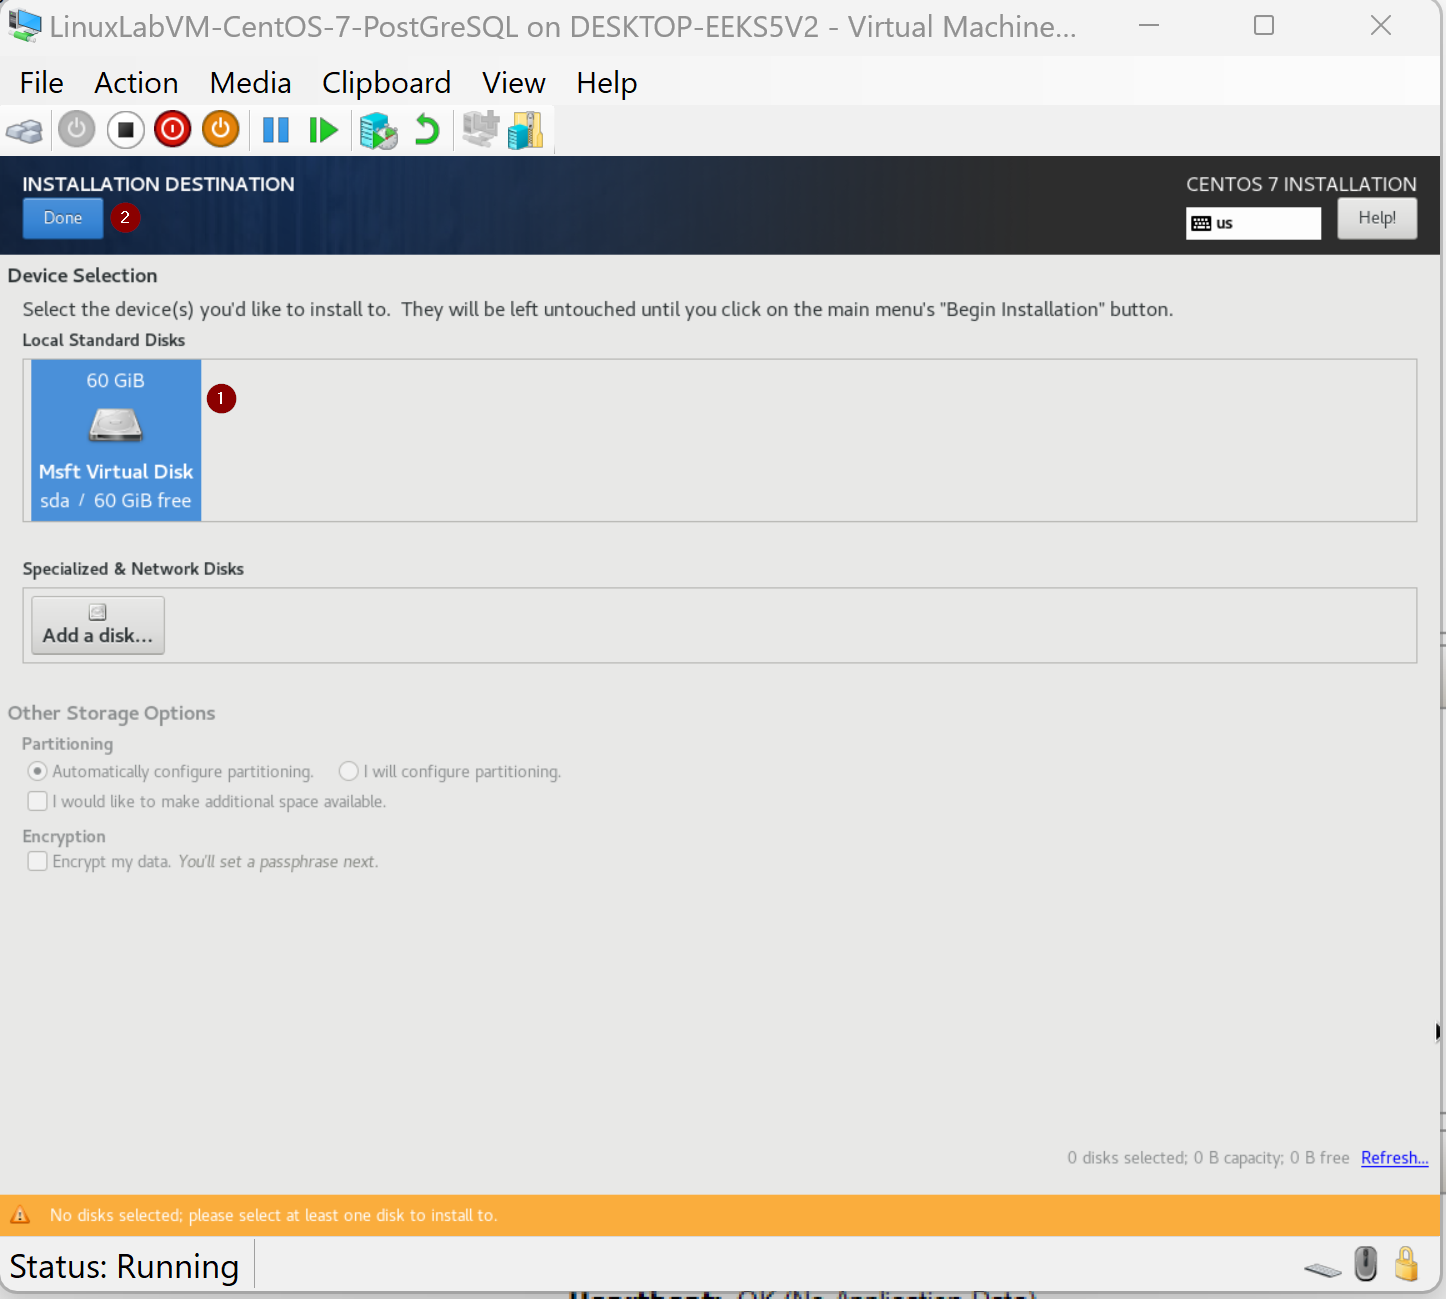 LinuxLabVM-CentOS-7-PostGreSQL on DESKTOP-EEKS5V2 - Virtual Machine...
File Action Media Clipboard View Help
INSTALLATION DESTINATION
CENTOS 7 INSTALLATION
Done
2
us
Help!
Device Selection
Select the device(s) you'd like to install to. They will be left untouched until you click on the main menu's "Begin Installation" button.
Local Standard Disks
60 GiB
1
Msft Virtual Disk
sda / 60 GiB free
Specialized & Network Disks
Add a disk...
Other Storage Options
Partitioning
Automatically configure partitioning. I will configure partitioning.
I would like to make additional space available.
Encryption
Encrypt my data. You'll set a passphrase next.
0 disks selected; 0 B capacity; 0 B free Refresh...
No disks selected; please select at least one disk to install to.
Status: Running
Heartbeat: OK (No Application Data)